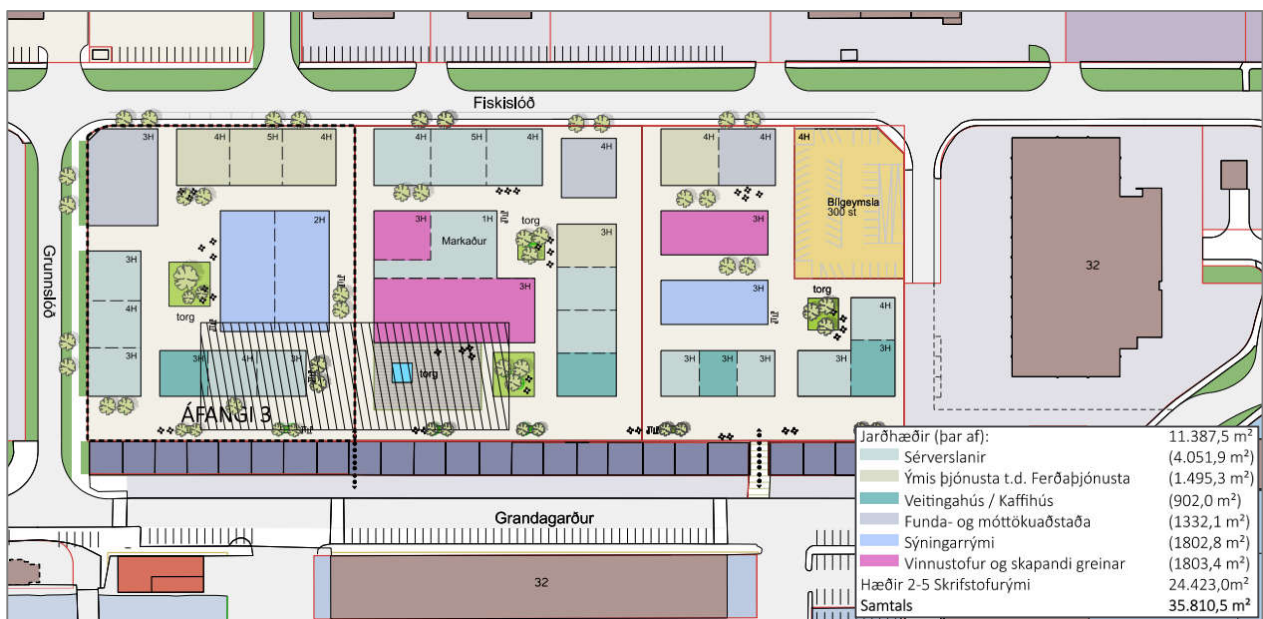 Fiskislóð
3H
4H
5H
4H
4H
5H
4H
4H
4H
4H
4H
Bílgeymsla
300 st
2H
3H
1H
Markaður
torg
3H
3H
Grunnslóð
3H
4H
3H
torg
3H
3H
torg
4H
3H
32
3H
4H
3H
torg
3H
3H
3H
3H
ÁFANGI 3
Grandagarður
32
Jarðhæðir (þar af): 11.387,5 m²
Sérverslanir (4.051,9 m²)
Ýmis þjónusta t.d. Ferðaþjónusta (1.495,3 m²)
Veitingahús / Kaffihús (902,0 m²)
Funda- og móttökuaðstaða (1332,1 m²)
Sýningarrými (1802,8 m²)
Vinnustofur og skapandi greinar (1803,4 m²)
Hæðir 2-5 Skrifstofurými 24.423,0m²
Samtals 35.810,5 m²